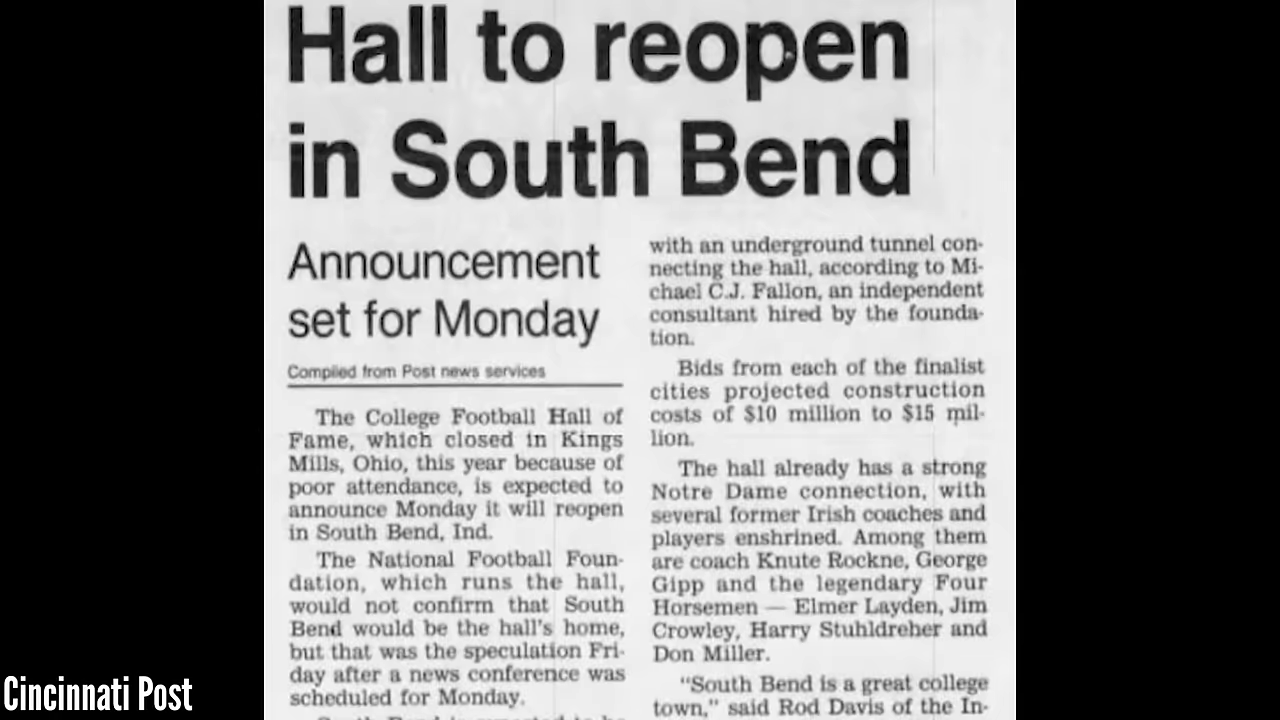 Hall to reopen
in South Bend
Announcement
set for Monday
Compiled from Post news services
The College Football Hall of
Fame, which closed in Kings
Mills, Ohio, this year because of
poor attendance, is expected to
announce Monday it will reopen
in South Bend, Ind.
The National Football Foun-
dation, which runs the hall,
would not confirm that South
Bend would be the hall's home,
but that was the speculation Fri-
day after a news conference was
scheduled for Monday.
with an underground tunnel con-
necting the hall, according to Mi-
chael C.J. Fallon, an independent
consultant hired by the founda-
tion.
Bids from each of the finalist
cities projected construction
costs of $10 million to $15 mil-
lion.
The hall already has a strong
Notre Dame connection, with
several former Irish coaches and
players enshrined. Among them
are coach Knute Rockne, George
Gipp and the legendary Four
Horsemen — Elmer Layden, Jim
Crowley, Harry Stuhldreher and
Don Miller.
"South Bend is a great college
town," said Rod Davis of the In-
Cincinnati Post